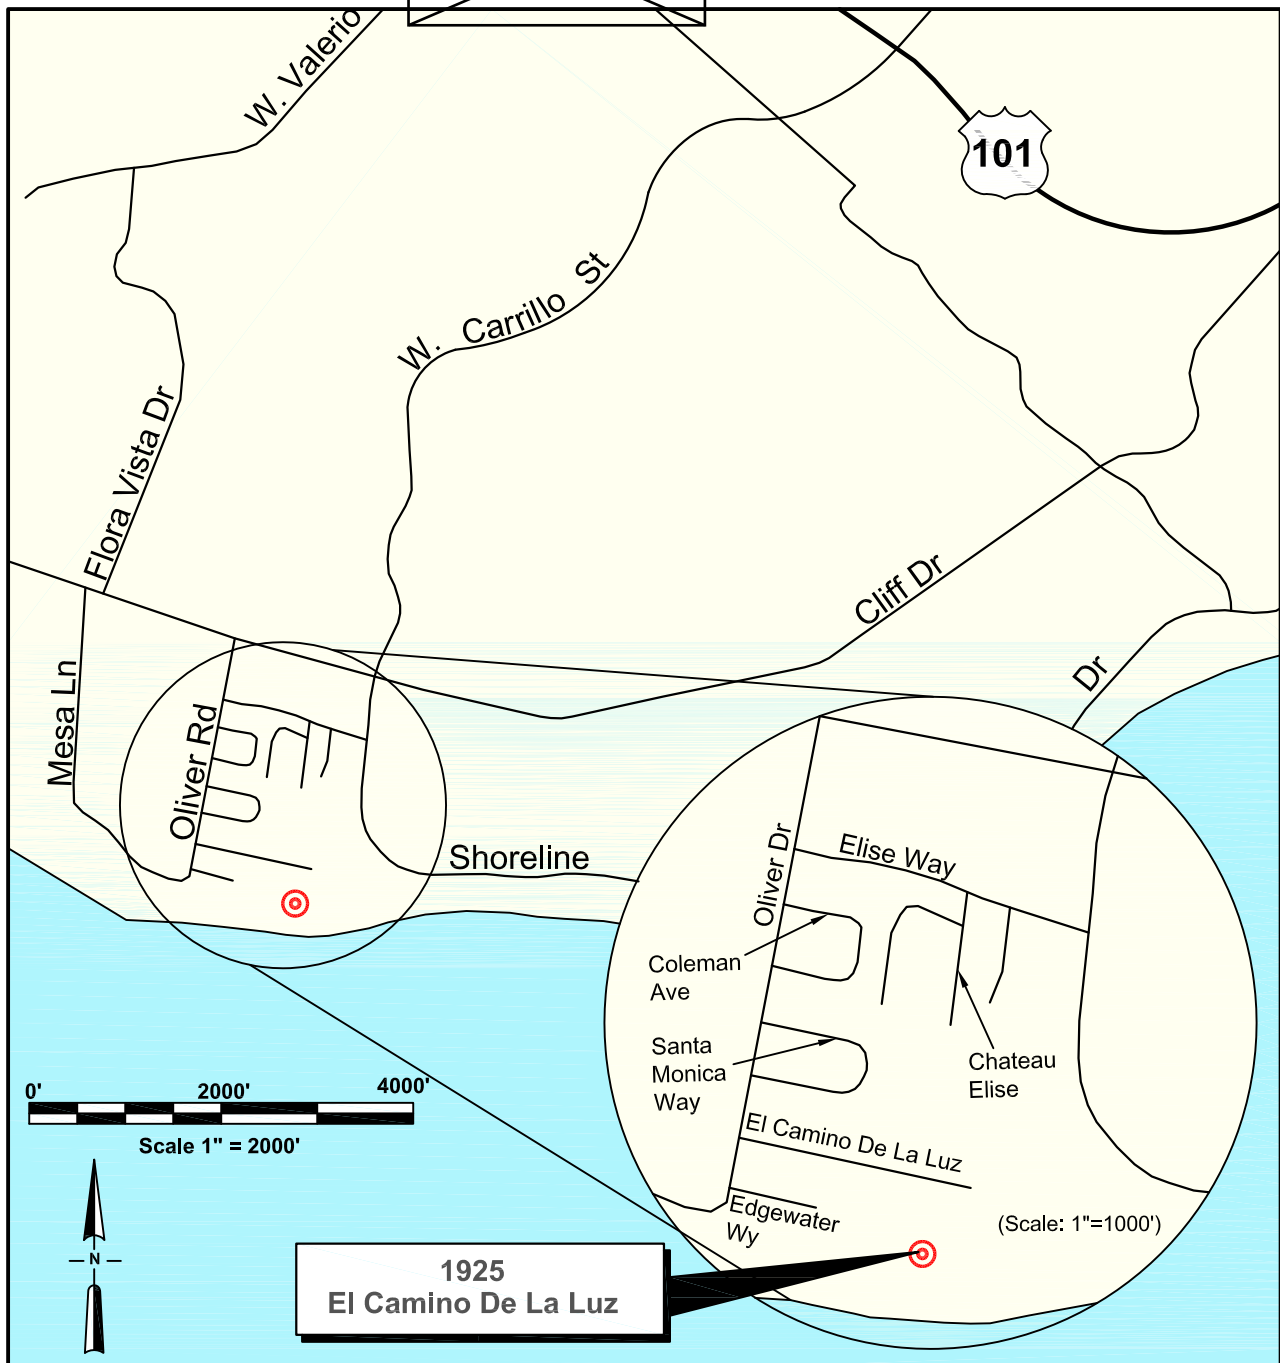 W. Valerio
101
W. Carrillo St
Flora Vista Dr
Cliff Dr
Dr
Mesa Ln
Oliver Rd
Shoreline
Oliver Dr
Elise Way
Coleman
Ave
Santa
Monica
Way
Chateau
Elise
El Camino De La Luz
Edgewater
Wy
(Scale: 1"=1000')
0' 2000' 4000'
Scale 1" = 2000'
N
1925
El Camino De La Luz